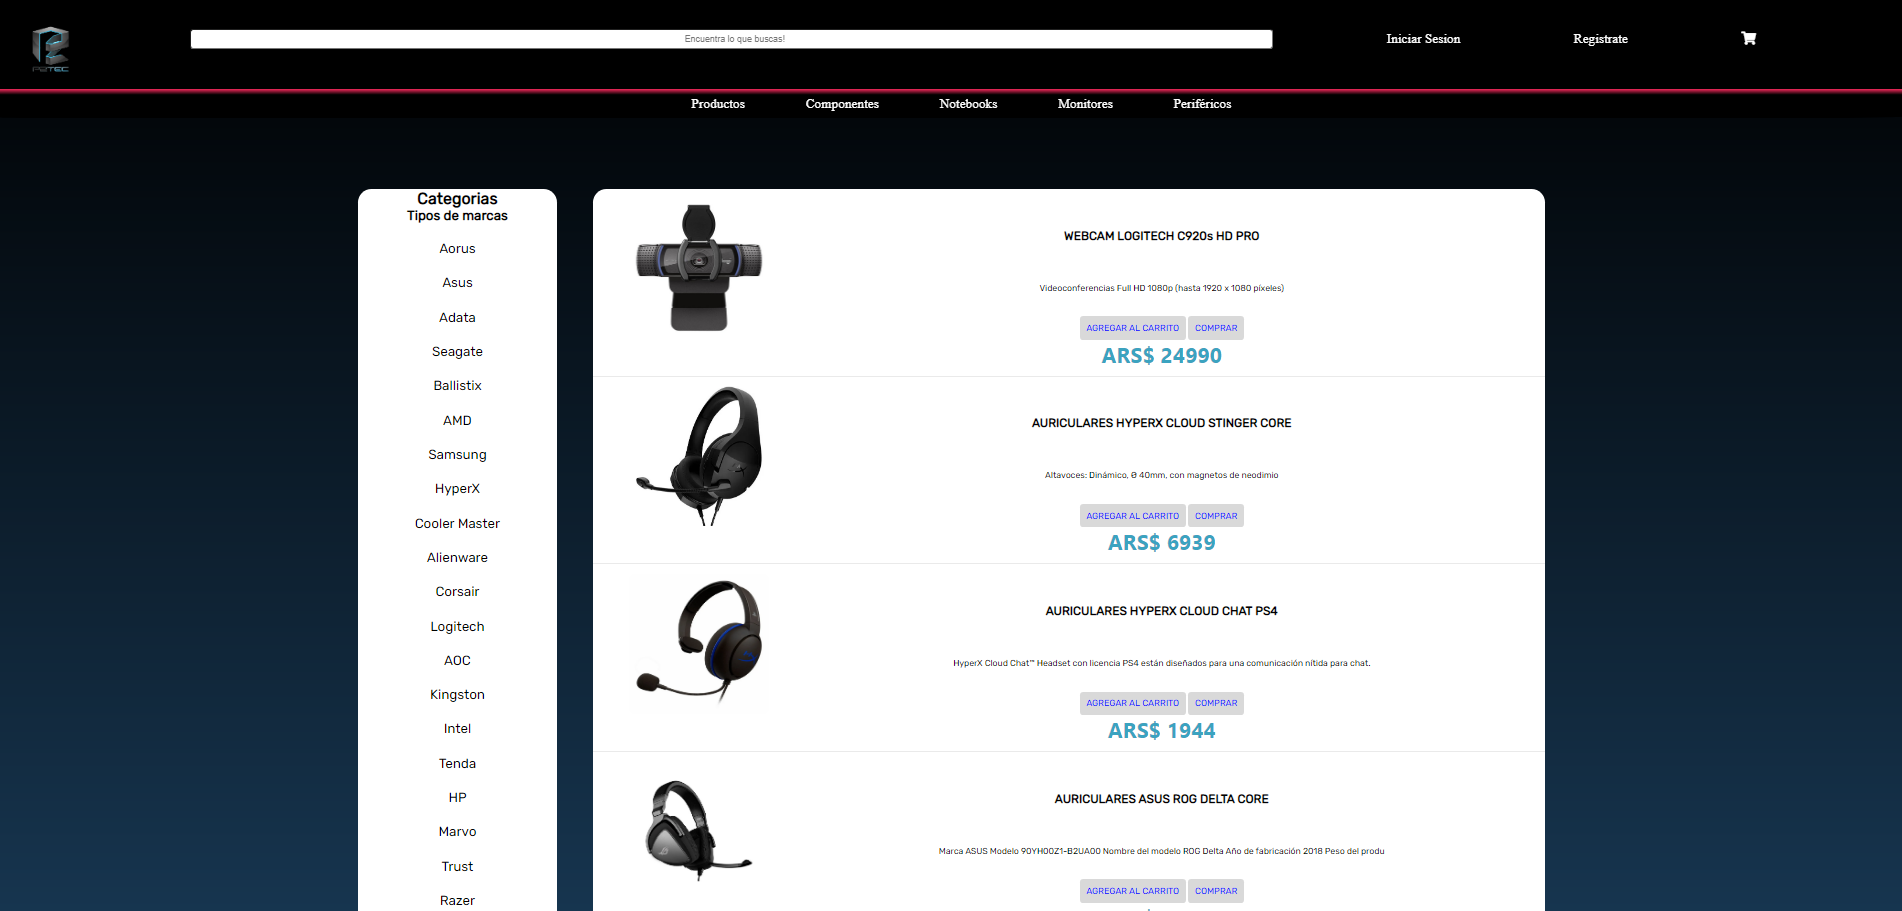 PGTEC
Encuentra lo que buscas!
Iniciar Sesion
Registrate
Productos
Componentes
Notebooks
Monitores
Periféricos
Categorias
Tipos de marcas
Aorus
Asus
Adata
Seagate
Ballistix
AMD
Samsung
HyperX
Cooler Master
Alienware
Corsair
Logitech
AOC
Kingston
Intel
Tenda
HP
Marvo
Trust
Razer
WEBCAM LOGITECH C920s HD PRO
Videoconferencias Full HD 1080p (hasta 1920 x 1080 píxeles)
AGREGAR AL CARRITO COMPRAR
ARS$ 24990
AURICULARES HYPERX CLOUD STINGER CORE
Altavoces: Dinámico, Ø 40mm, con magnetos de neodimio
AGREGAR AL CARRITO COMPRAR
ARS$ 6939
AURICULARES HYPERX CLOUD CHAT PS4
HyperX Cloud Chat™ Headset con licencia PS4 están diseñados para una comunicación nítida para chat.
AGREGAR AL CARRITO COMPRAR
ARS$ 1944
AURICULARES ASUS ROG DELTA CORE
Marca ASUS Modelo 90YH00Z1-B2UA00 Nombre del modelo ROG Delta Año de fabricación 2018 Peso del produ
AGREGAR AL CARRITO COMPRAR